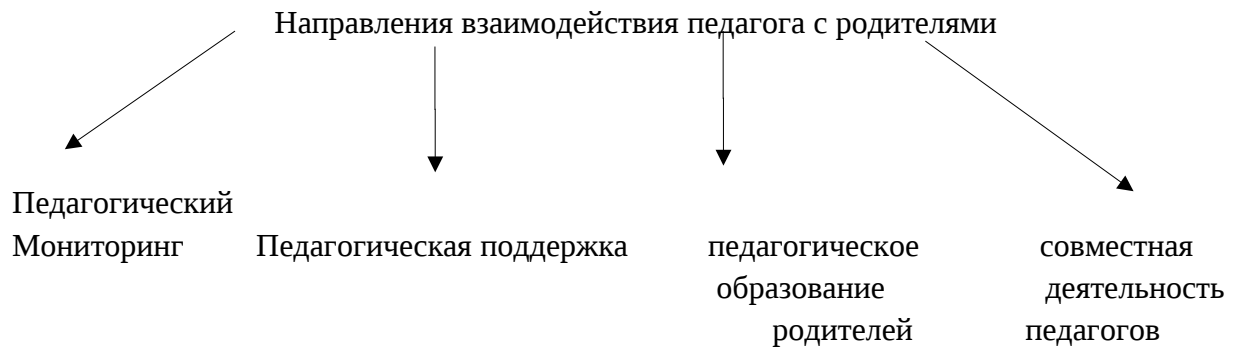 Направления взаимодействия педагога с родителями
Педагогический
Мониторинг Педагогическая поддержка педагогическое совместная
образование деятельность
родителей педагогов